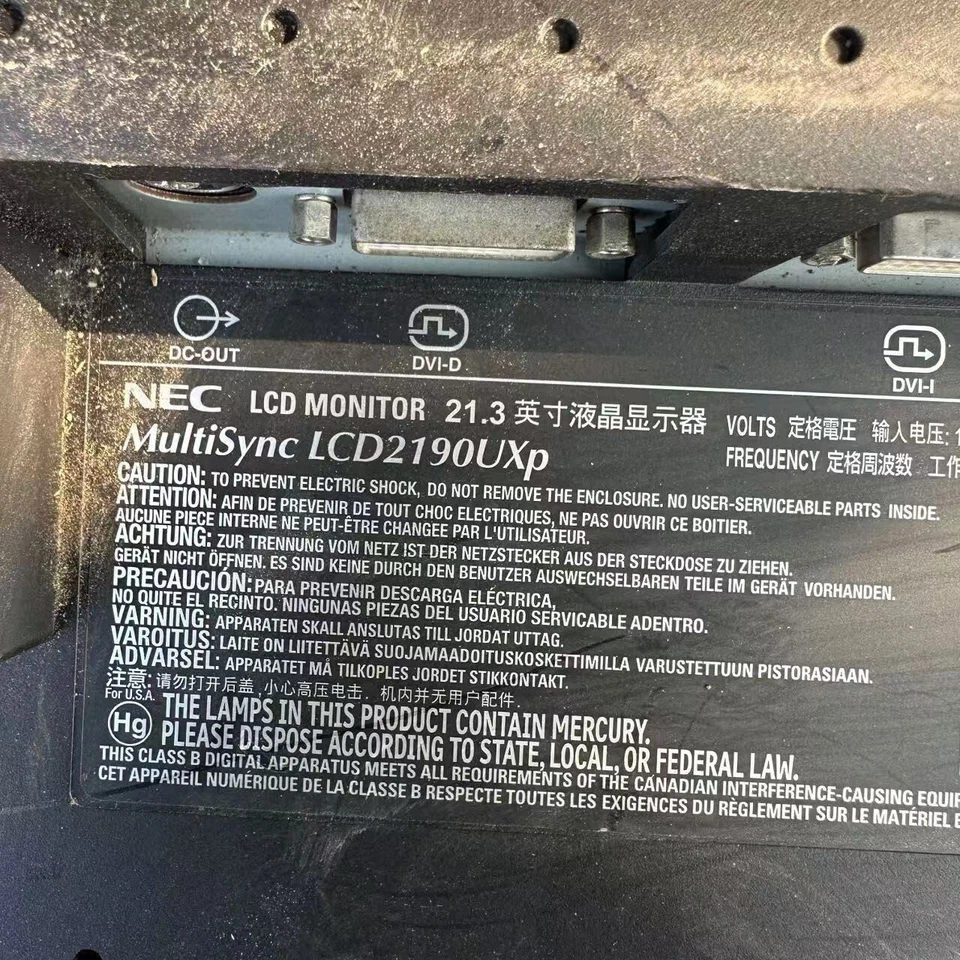 DC-OUT
DVI-D
DVI-I
NEC LCD MONITOR 21.3 英寸液晶显示器
MultiSync LCD2190UXp
VOLTS 定格電圧 输入电压:
FREQUENCY 定格周波数 工作
CAUTION: TO PREVENT ELECTRIC SHOCK, DO NOT REMOVE THE ENCLOSURE. NO USER-SERVICEABLE PARTS INSIDE.
ATTENTION: AFIN DE PREVENIR DE TOUT CHOC ELECTRIQUES, NE PAS OUVRIR CE BOITIER.
AUCUNE PIECE INTERNE NE PEUT-ÊTRE CHANGEE PAR L'UTILISATEUR.
ACHTUNG: ZUR TRENNUNG VOM NETZ IST DER NETZSTECKER AUS DER STECKDOSE ZU ZIEHEN.
GERÄT NICHT ÖFFNEN. ES SIND KEINE DURCH DEN BENUTZER AUSWECHSELBAREN TEILE IM GERÄT VORHANDEN.
PRECAUCIÓN: PARA PREVENIR DESCARGA ELÉCTRICA,
NO QUITE EL RECINTO. NINGUNAS PIEZAS DEL USUARIO SERVICABLE ADENTRO.
VARNING: APPARATEN SKALL ANSLUTAS TILL JORDAT UTTAG.
VAROITUS: LAITE ON LIITETTÄVÄ SUOJAMAADOITUSKOSKETTIMILLA VARUSTETTUUN PISTORASIAAN.
ADVARSEL: APPARATET MÅ TILKOPLES JORDET STIKKONTAKT.
注意: 请勿打开后盖,小心高压电击. 机内并无用户配件.
For U.S.A.
Hg THE LAMPS IN THIS PRODUCT CONTAIN MERCURY.
PLEASE DISPOSE ACCORDING TO STATE, LOCAL, OR FEDERAL LAW.
THIS CLASS B DIGITAL APPARATUS MEETS ALL REQUIREMENTS OF THE CANADIAN INTERFERENCE-CAUSING EQUIP
CET APPAREIL NUMÉRIQUE DE LA CLASSE B RESPECTE TOUTES LES EXIGENCES DU RÈGLEMENT SUR LE MATÉRIEL